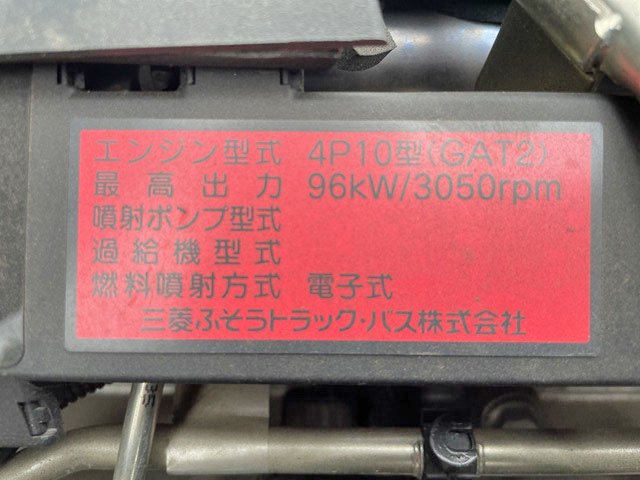 エンジン型式 4P10型(GAT2)
最高出力 96kW/3050rpm
噴射ポンプ型式
過給機型式
燃料噴射方式 電子式
三菱ふそうトラック・バス株式会社